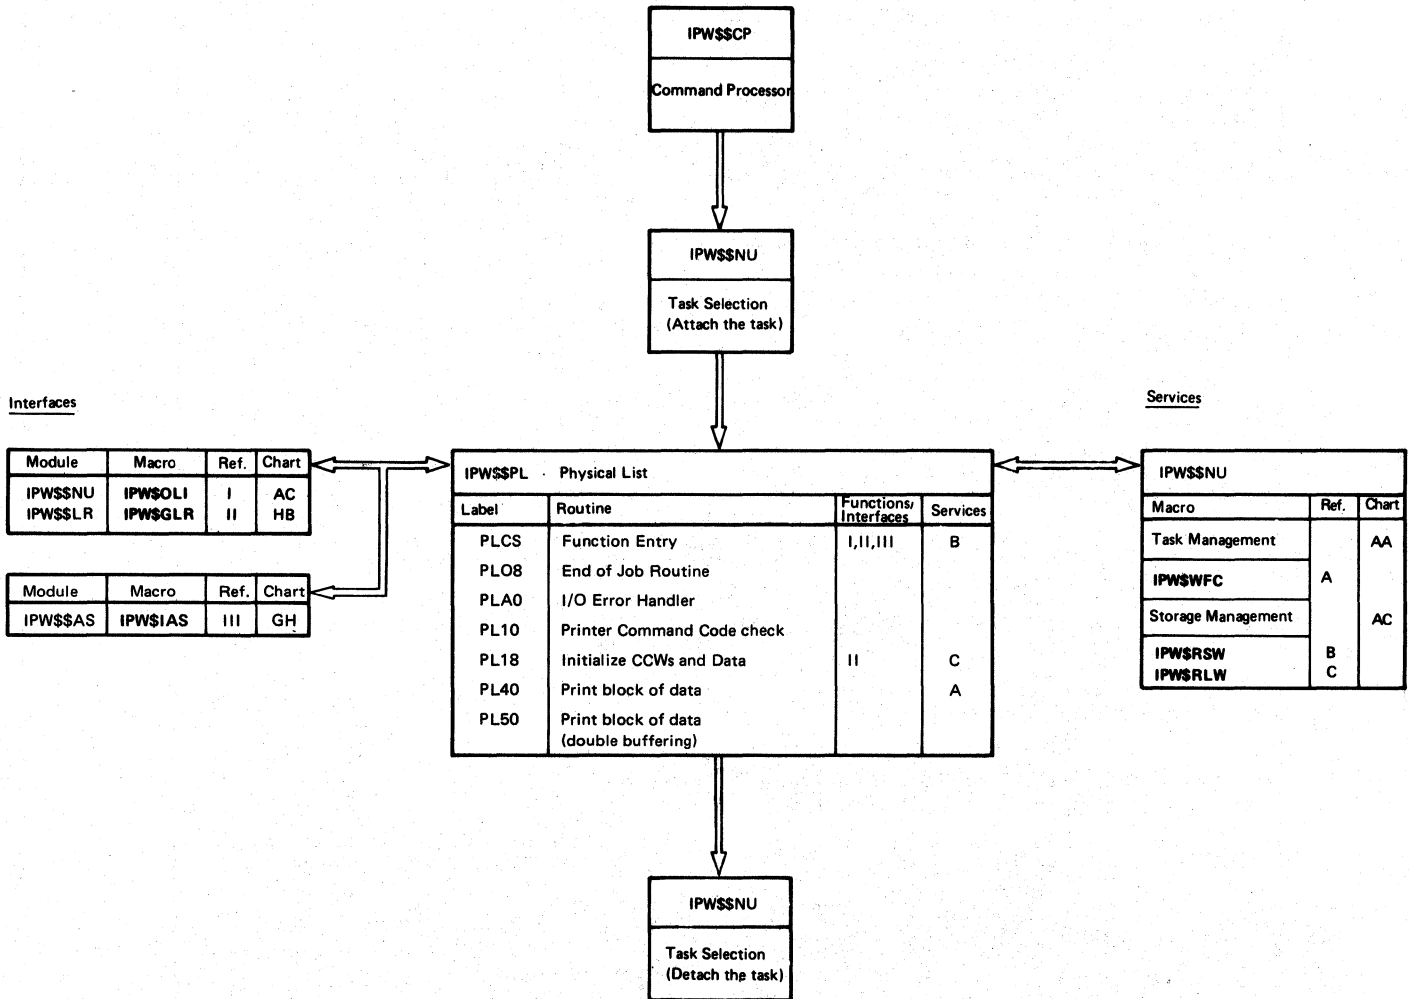 IPW$$CP
Command Processor
IPW$$NU
Task Selection
(Attach the task)
Interfaces
Module Macro Ref. Chart
IPW$$NU IPW$OLI I AC
IPW$$LR IPW$GLR II HB
Module Macro Ref. Chart
IPW$$AS IPW$IAS III GH
IPW$$PL Physical List
Label Routine Functions/ Interfaces Services
PLCS Function Entry I,II,III B
PLO8 End of Job Routine
PLA0 I/O Error Handler
PL10 Printer Command Code check
PL18 Initialize CCWs and Data II C
PL40 Print block of data A
PL50 Print block of data
(double buffering)
Services
IPW$$NU
Macro Ref. Chart
Task Management AA
IPW$WFC A
Storage Management AC
IPW$RSW B
IPW$RLW C
IPW$$NU
Task Selection
(Detach the task)